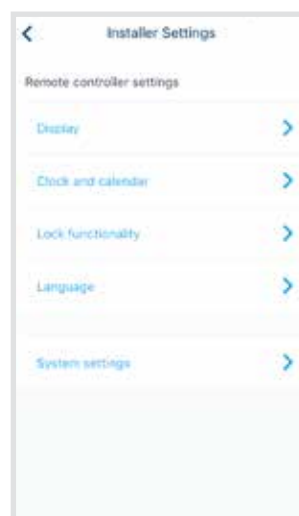 Installer Settings
Remote controller settings
Display
Clock and calendar
Lock functionality
Language
System settings